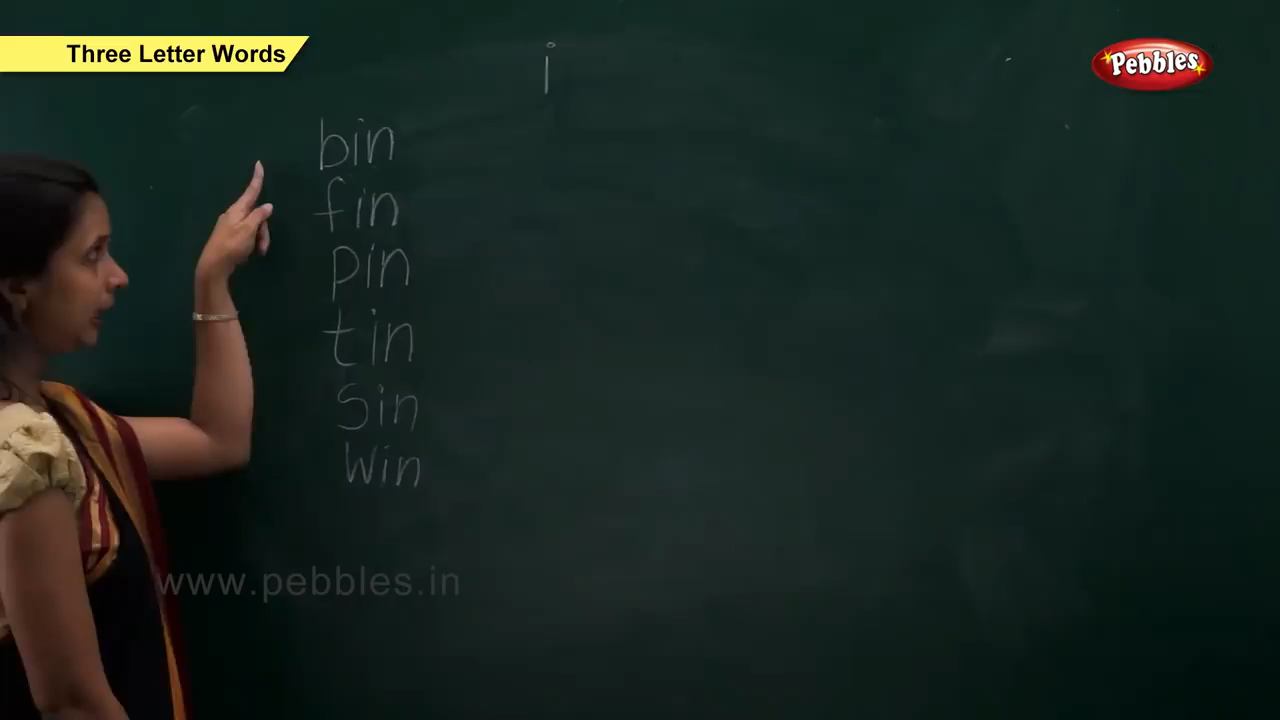 Three Letter Words
Pebbles
i
bin
fin
pin
tin
Sin
Win
www.pebbles.in